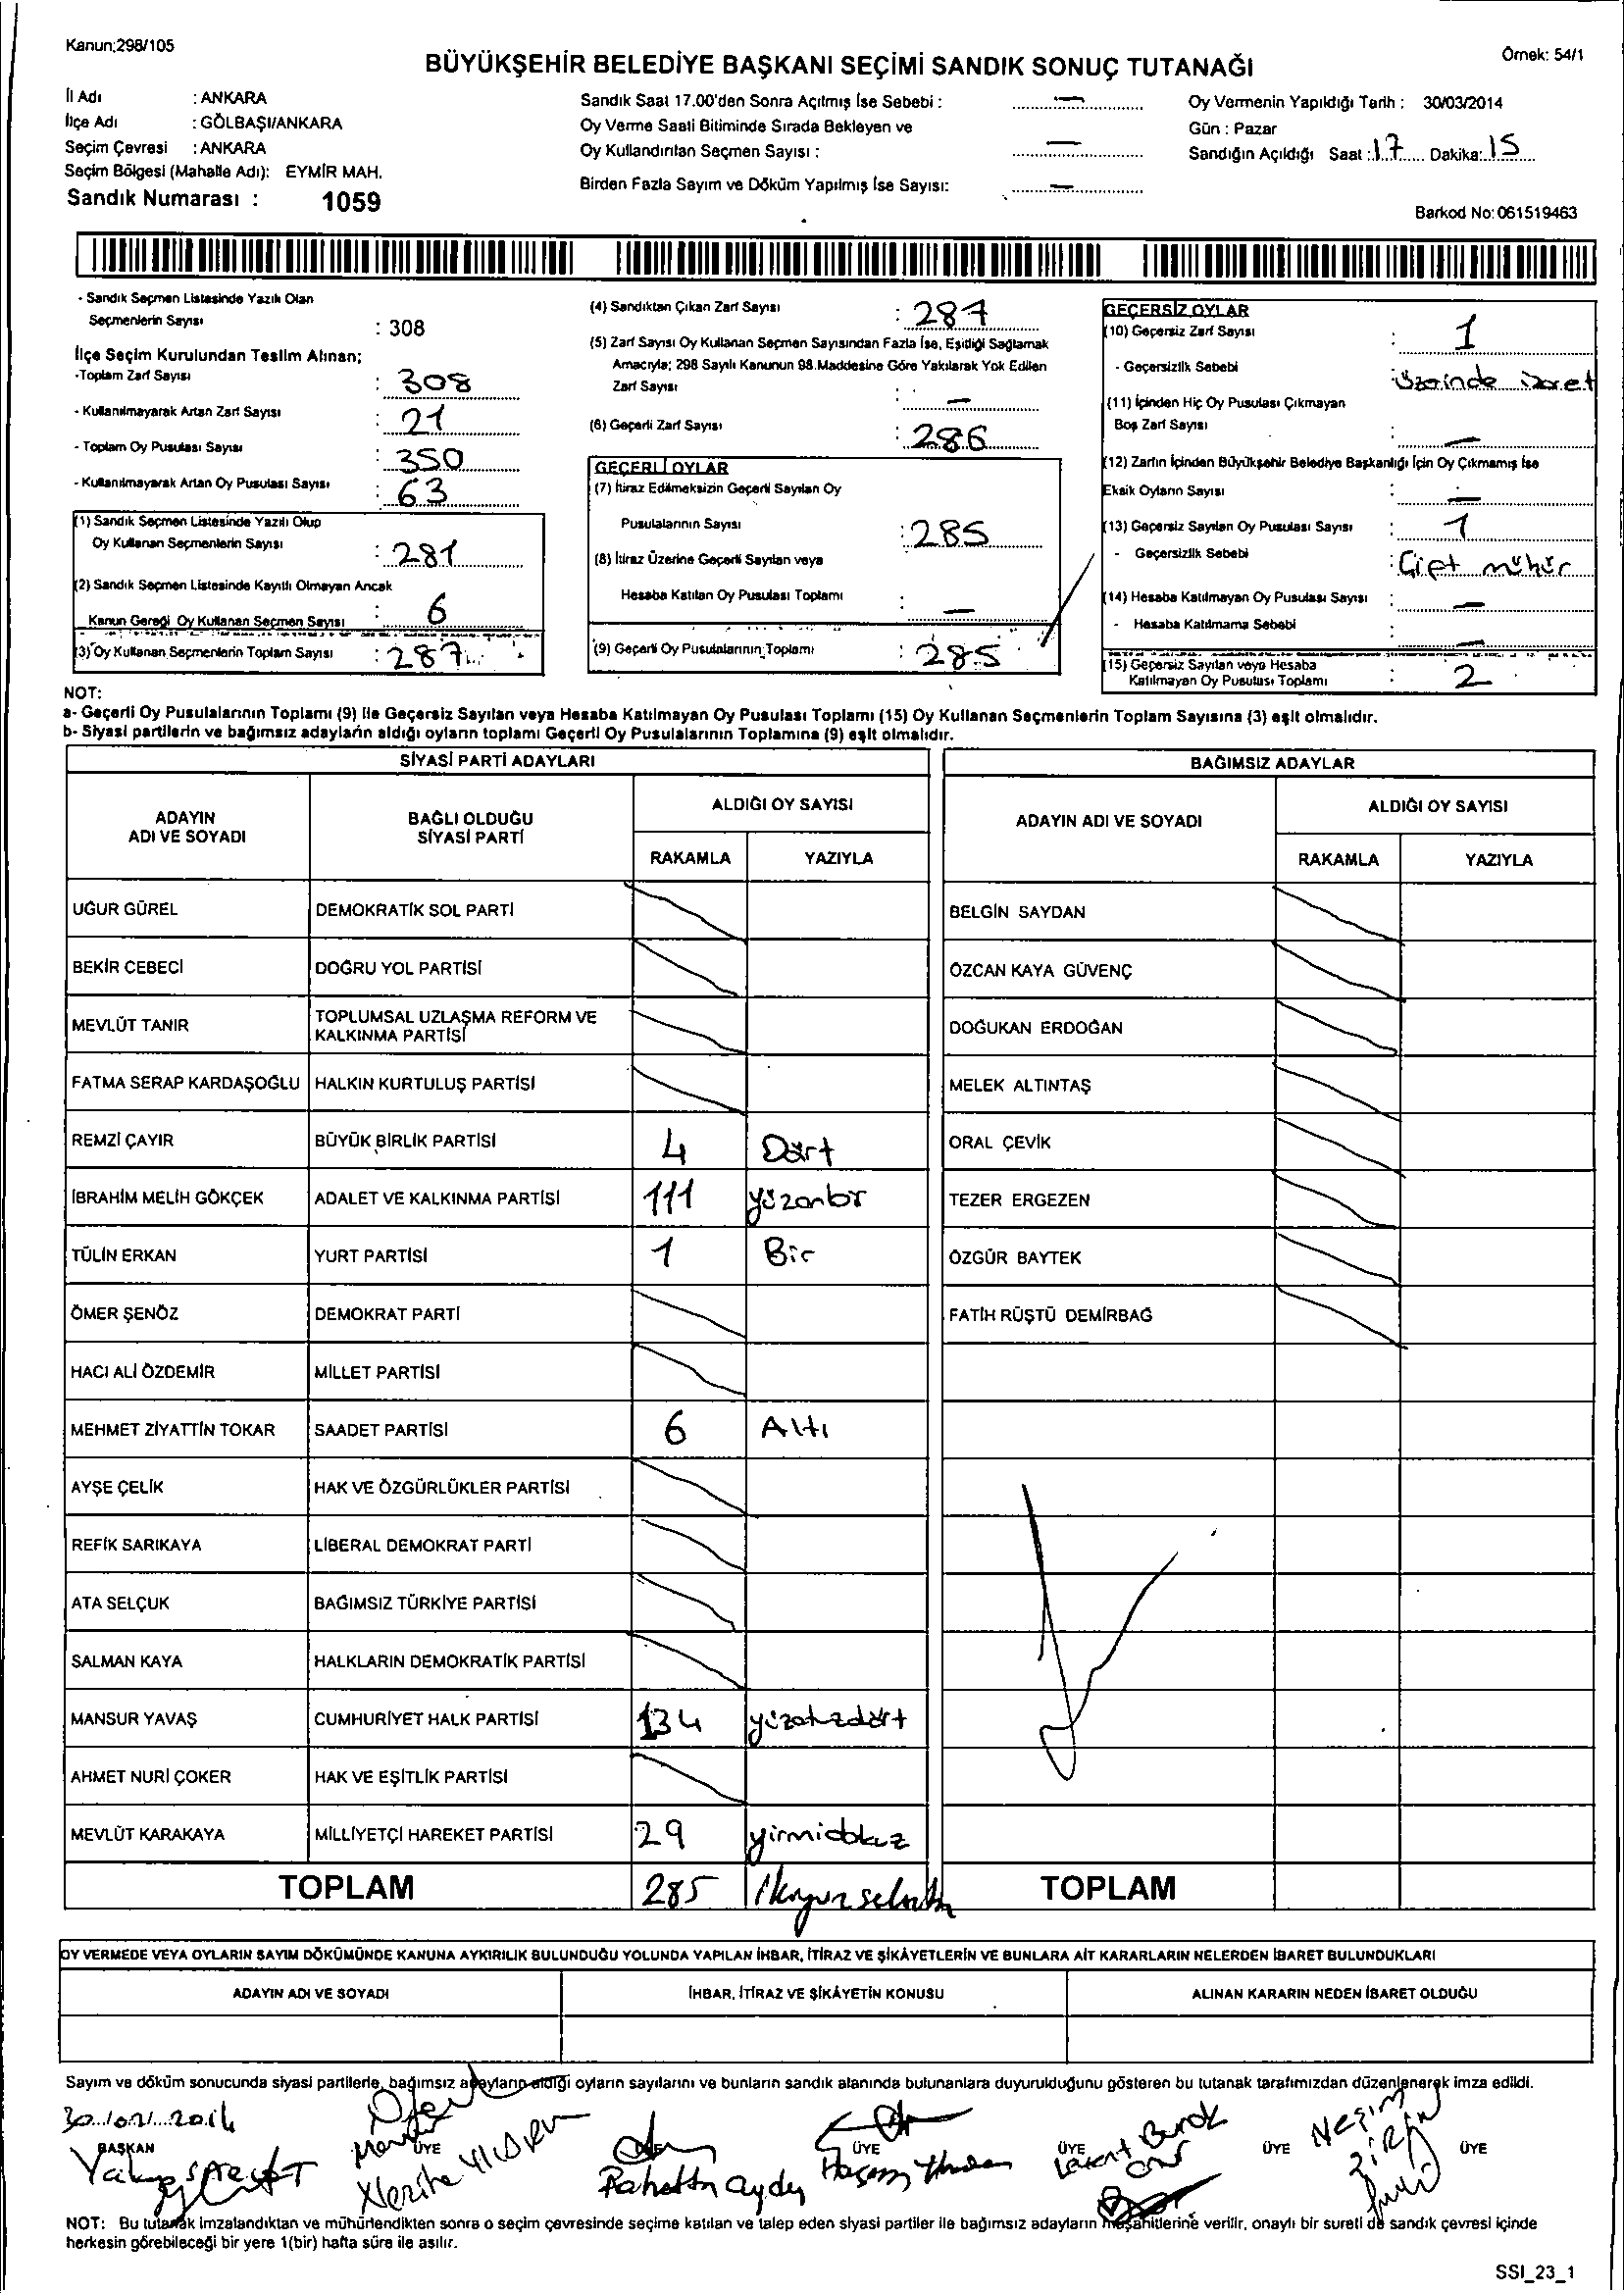 Kanun:298/105
Örnek: 54/1
BÜYÜKŞEHİR BELEDİYE BAŞKANI SEÇİMİ SANDIK SONUÇ TUTANAĞI
İl Adı : ANKARA
İlçe Adı : GÖLBAŞI/ANKARA
Seçim Çevresi : ANKARA
Seçim Bölgesi (Mahalle Adı): EYMİR MAH.
Sandık Numarası : 1059
Sandık Saat 17.00'den Sonra Açılmış İse Sebebi : —
Oy Verme Saati Bitiminde Sırada Bekleyen ve
Oy Kullandırılan Seçmen Sayısı : —
Birden Fazla Sayım ve Döküm Yapılmış İse Sayısı: —
Oy Vermenin Yapıldığı Tarih : 30/03/2014
Gün : Pazar
Sandığın Açıldığı Saat : 17 Dakika: 15
Barkod No: 061519463
- Sandık Seçmen Listesinde Yazılı Olan
Seçmenlerin Sayısı : 308
İlçe Seçim Kurulundan Teslim Alınan;
-Toplam Zarf Sayısı : 308
- Kullanılmayarak Artan Zarf Sayısı : 21
- Toplam Oy Pusulası Sayısı : 350
- Kullanılmayarak Artan Oy Pusulası Sayısı : 63
(1) Sandık Seçmen Listesinde Yazılı Olup
Oy Kullanan Seçmenlerin Sayısı : 281
(2) Sandık Seçmen Listesinde Kayıtlı Olmayan Ancak
Kanun Gereği Oy Kullanan Seçmen Sayısı : 6
(3) Oy Kullanan Seçmenlerin Toplam Sayısı : 287
(4) Sandıktan Çıkan Zarf Sayısı : 287
(5) Zarf Sayısı Oy Kullanan Seçmen Sayısından Fazla İse, Eşitliği Sağlamak
Amacıyla; 298 Sayılı Kanunun 98.Maddesine Göre Yakılarak Yok Edilen
Zarf Sayısı : —
(6) Geçerli Zarf Sayısı : 286
GEÇERLİ OYLAR
(7) İtiraz Edilmeksizin Geçerli Sayılan Oy
Pusulalarının Sayısı : 285
(8) İtiraz Üzerine Geçerli Sayılan veya
Hesaba Katılan Oy Pusulası Toplamı : —
(9) Geçerli Oy Pusulalarının Toplamı : 285
GEÇERSİZ OYLAR
(10) Geçersiz Zarf Sayısı : 1
- Geçersizlik Sebebi : üzerinde işaret
(11) İçinden Hiç Oy Pusulası Çıkmayan
Boş Zarf Sayısı : —
(12) Zarfın İçinden Büyükşehir Belediye Başkanlığı İçin Oy Çıkmamış İse
Eksik Oyların Sayısı : —
(13) Geçersiz Sayılan Oy Pusulası Sayısı : 1
- Geçersizlik Sebebi : Çift mühür
(14) Hesaba Katılmayan Oy Pusulası Sayısı : —
- Hesaba Katılmama Sebebi : —
(15) Geçersiz Sayılan veya Hesaba
Katılmayan Oy Pusulası Toplamı : 2
NOT:
a- Geçerli Oy Pusulalarının Toplamı (9) ile Geçersiz Sayılan veya Hesaba Katılmayan Oy Pusulası Toplamı (15) Oy Kullanan Seçmenlerin Toplam Sayısına (3) eşit olmalıdır.
b- Siyasi partilerin ve bağımsız adayların aldığı oyların toplamı Geçerli Oy Pusulalarının Toplamına (9) eşit olmalıdır.
SİYASİ PARTİ ADAYLARI
ADAYIN ADI VE SOYADI
BAĞLI OLDUĞU SİYASİ PARTİ
ALDIĞI OY SAYISI
RAKAMLA YAZIYLA
UĞUR GÜREL DEMOKRATİK SOL PARTİ
BEKİR CEBECİ DOĞRU YOL PARTİSİ
MEVLÜT TANIR TOPLUMSAL UZLAŞMA REFORM VE
KALKINMA PARTİSİ
FATMA SERAP KARDAŞOĞLU HALKIN KURTULUŞ PARTİSİ
REMZİ ÇAYIR BÜYÜK BİRLİK PARTİSİ 4 Dört
İBRAHİM MELİH GÖKÇEK ADALET VE KALKINMA PARTİSİ 111 yüzonbir
TÜLİN ERKAN YURT PARTİSİ 1 Bir
ÖMER ŞENÖZ DEMOKRAT PARTİ
HACI ALİ ÖZDEMİR MİLLET PARTİSİ
MEHMET ZİYATTİN TOKAR SAADET PARTİSİ 6 Altı
AYŞE ÇELİK HAK VE ÖZGÜRLÜKLER PARTİSİ
REFİK SARIKAYA LİBERAL DEMOKRAT PARTİ
ATA SELÇUK BAĞIMSIZ TÜRKİYE PARTİSİ
SALMAN KAYA HALKLARIN DEMOKRATİK PARTİSİ
MANSUR YAVAŞ CUMHURİYET HALK PARTİSİ 134 yüzotuzdört
AHMET NURİ ÇOKER HAK VE EŞİTLİK PARTİSİ
MEVLÜT KARAKAYA MİLLİYETÇİ HAREKET PARTİSİ 29 yirmidokuz
TOPLAM 285
BAĞIMSIZ ADAYLAR
ADAYIN ADI VE SOYADI
ALDIĞI OY SAYISI
RAKAMLA YAZIYLA
BELGİN SAYDAN
ÖZCAN KAYA GÜVENÇ
DOĞUKAN ERDOĞAN
MELEK ALTINTAŞ
ORAL ÇEVİK
TEZER ERGEZEN
ÖZGÜR BAYTEK
FATİH RÜŞTÜ DEMİRBAĞ
TOPLAM
OY VERMEDE VEYA OYLARIN SAYIM DÖKÜMÜNDE KANUNA AYKIRILIK BULUNDUĞU YOLUNDA YAPILAN İHBAR, İTİRAZ VE ŞİKÂYETLERİN VE BUNLARA AİT KARARLARIN NELERDEN İBARET BULUNDUKLARI
ADAYIN ADI VE SOYADI
İHBAR, İTİRAZ VE ŞİKÂYETİN KONUSU
ALINAN KARARIN NEDEN İBARET OLDUĞU
Sayım ve döküm sonucunda siyasi partilerle, bağımsız adayların aldığı oyların sayılarını ve bunların sandık alanında bulunanlara duyurulduğunu gösteren bu tutanak tarafımızdan düzenlenerek imza edildi.
BAŞKAN ÜYE ÜYE ÜYE ÜYE ÜYE
Neşim
NOT: Bu tutanak imzalandıktan ve mühürlendikten sonra o seçim çevresinde seçime katılan ve talep eden siyasi partiler ile bağımsız adayların müşahitlerine verilir, onaylı bir sureti de sandık çevresi içinde
herkesin görebileceği bir yere 1(bir) hafta süre ile asılır.
SSI_23_1